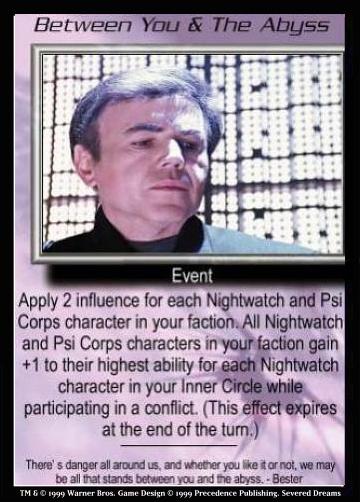 Between You & The Abyss
Event
Apply 2 influence for each Nightwatch and Psi
Corps character in your faction. All Nightwatch
and Psi Corps characters in your faction gain
+1 to their highest ability for each Nightwatch
character in your Inner Circle while
participating in a conflict. (This effect expires
at the end of the turn.)
There' s danger all around us, and whether you like it or not, we may
be all that stands between you and the abyss. - Bester
TM & © 1999 Warner Bros. Game Design © 1999 Precedence Publishing. Severed Dreams